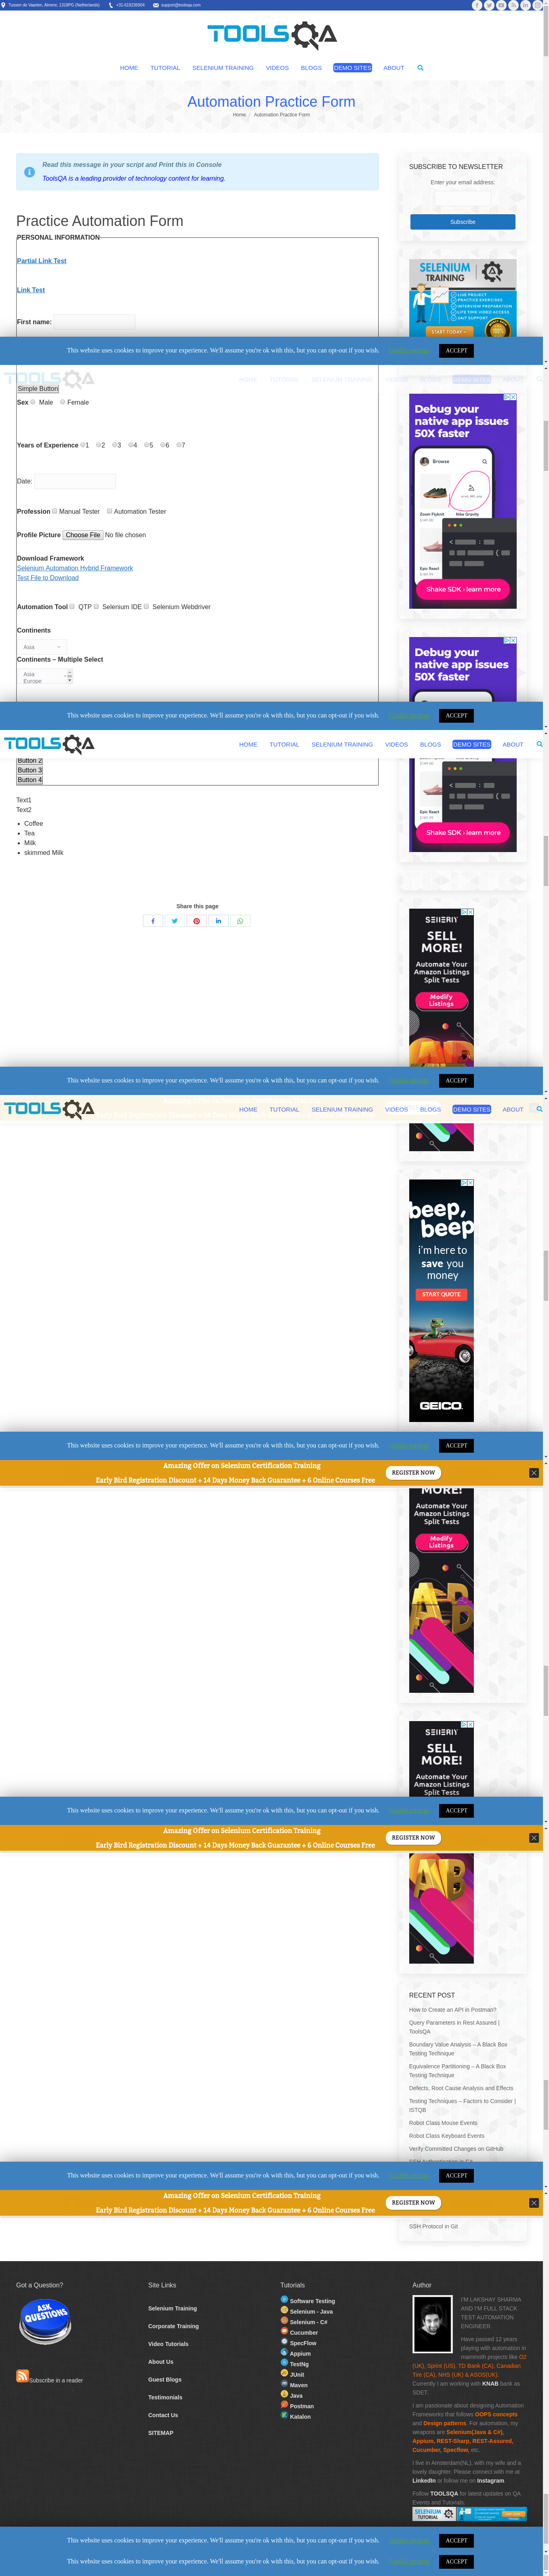 Tussen de Vaarten, Almere, 1318PG (Netherlands)
support@toolsqa.com
TOOLSQA
HOME TUTORIAL SELENIUM TRAINING VIDEOS BLOGS DEMO SITES ABOUT
Automation Practice Form
Home / Automation Practice Form
Read this message in your script and Print this in Console
ToolsQA is a leading provider of technology content for learning.
Practice Automation Form
PERSONAL INFORMATION
Partial Link Test
Link Test
First name:
SUBSCRIBE TO NEWSLETTER
Enter your email address:
Subscribe
SELENIUM TRAINING
LIVE PROJECT
PRACTICE EXERCISES
INTERVIEW PREPARATION
LIFE TIME VIDEO ACCESS
24/7 SUPPORT
START TODAY
100%
This website uses cookies to improve your experience. We'll assume you're ok with this, but you can opt-out if you wish.
ACCEPT
HOME TUTORIAL SELENIUM TRAINING VIDEOS BLOGS DEMO SITES ABOUT
Simple Button
Sex Male Female
Years of Experience 1 2 3 4 5 6 7
Date:
Profession Manual Tester Automation Tester
Profile Picture Choose File No file chosen
Download Framework
Selenium Automation Hybrid Framework
Test File to Download
Automation Tool QTP Selenium IDE Selenium Webdriver
Continents
Asia
Continents – Multiple Select
Asia
Europe
Debug your
native app issues
50X faster
Browse
Zoom Flyknit
Nike Gravity
Epic React
Shake SDK › learn more
Debug your
native app issues
This website uses cookies to improve your experience. We'll assume you're ok with this, but you can opt-out if you wish.
ACCEPT
TOOLSQA
HOME TUTORIAL SELENIUM TRAINING VIDEOS BLOGS DEMO SITES ABOUT
Button 2
Button 3
Button 4
Text1
Text2
Coffee
Tea
Milk
skimmed Milk
Share this page
Epic React
Shake SDK › learn more
SELLERLY
SELL
MORE!
Automate Your
Amazon Listings
Split Tests
Modify
Listings
This website uses cookies to improve your experience. We'll assume you're ok with this, but you can opt-out if you wish.
ACCEPT
TOOLSQA
HOME TUTORIAL SELENIUM TRAINING VIDEOS BLOGS DEMO SITES ABOUT
beep,
beep
i'm here to
save you
money
START QUOTE
GEICO
This website uses cookies to improve your experience. We'll assume you're ok with this, but you can opt-out if you wish.
ACCEPT
Amazing Offer on Selenium Certification Training
Early Bird Registration Discount + 14 Days Money Back Guarantee + 6 Online Courses Free
REGISTER NOW
Automate Your
Amazon Listings
Split Tests
Modify
Listings
SELLERLY
SELL
MORE!
Automate Your
Amazon Listings
Split Tests
This website uses cookies to improve your experience. We'll assume you're ok with this, but you can opt-out if you wish.
ACCEPT
Amazing Offer on Selenium Certification Training
Early Bird Registration Discount + 14 Days Money Back Guarantee + 6 Online Courses Free
REGISTER NOW
RECENT POST
How to Create an API in Postman?
Query Parameters in Rest Assured |
ToolsQA
Boundary Value Analysis – A Black Box
Testing Technique
Equivalence Partitioning – A Black Box
Testing Technique
Defects, Root Cause Analysis and Effects
Testing Techniques – Factors to Consider |
ISTQB
Robot Class Mouse Events
Robot Class Keyboard Events
Verify Committed Changes on GitHub
This website uses cookies to improve your experience. We'll assume you're ok with this, but you can opt-out if you wish.
ACCEPT
Amazing Offer on Selenium Certification Training
Early Bird Registration Discount + 14 Days Money Back Guarantee + 6 Online Courses Free
REGISTER NOW
SSH Protocol in Git
Got a Question?
ASK
QUESTIONS
Subscribe in a reader
Site Links
Selenium Training
Corporate Training
Video Tutorials
About Us
Guest Blogs
Testimonials
Contact Us
SITEMAP
Tutorials
Software Testing
Selenium - Java
Selenium - C#
Cucumber
SpecFlow
Appium
TestNg
JUnit
Maven
Java
Postman
Katalon
Author
I'M LAKSHAY SHARMA
AND I'M FULL STACK
TEST AUTOMATION
ENGINEER
Have passed 12 years
playing with automation in
mammoth projects like O2
(UK), Sprint (US), TD Bank (CA), Canadian
Tire (CA), NHS (UK) & ASOS(UK).
Currently I am working with KNAB bank as
SDET.
I am passionate about designing Automation
Frameworks that follows OOPS concepts
and Design patterns. For automation, my
weapons are Selenium(Java & C#),
Appium, REST-Sharp, REST-Assured,
Cucumber, Specflow, etc.
I live in Amsterdam(NL), with my wife and a
lovely daughter. Please connect with me at
LinkedIn or follow me on Instagram.
Follow TOOLSQA for latest updates on QA
Events and Tutorials.
SELENIUM
TUTORIAL
This website uses cookies to improve your experience. We'll assume you're ok with this, but you can opt-out if you wish.
ACCEPT
This website uses cookies to improve your experience. We'll assume you're ok with this, but you can opt-out if you wish.
ACCEPT